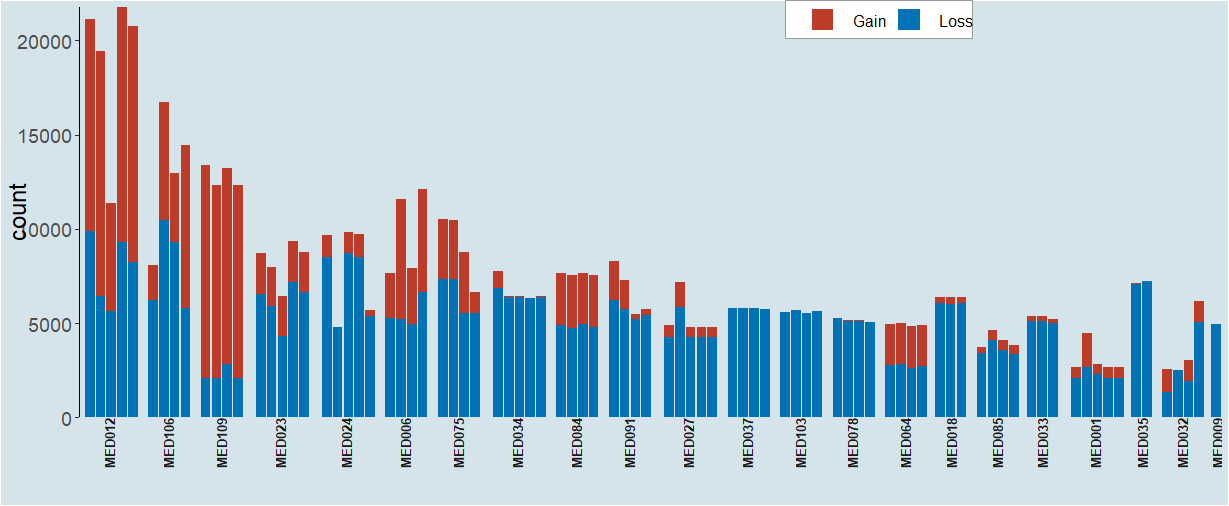 Gain Loss
count
20000
15000
10000
5000
0
MED012 MED106 MED109 MED023 MED024 MED006 MED075 MED034 MED084 MED091 MED027 MED037 MED103 MED078 MED064 MED018 MED085 MED033 MED001 MED035 MED032 MED009